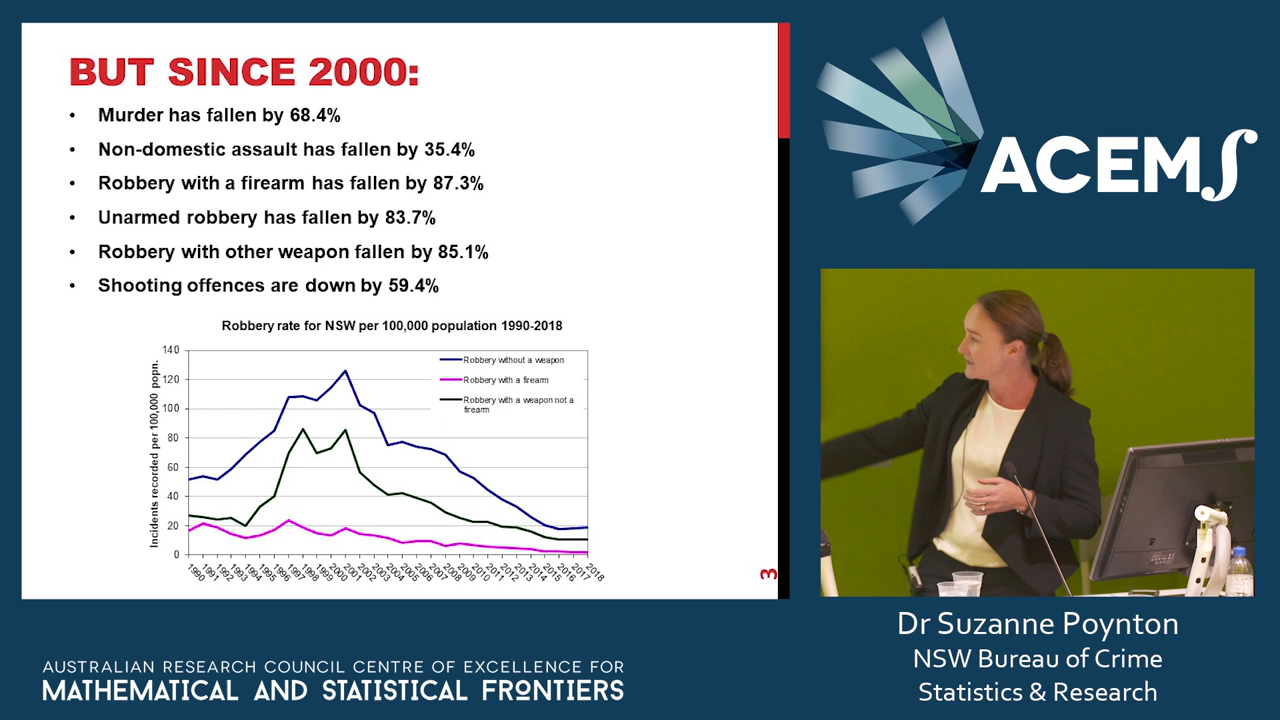 BUT SINCE 2000:
• Murder has fallen by 68.4%
• Non-domestic assault has fallen by 35.4%
• Robbery with a firearm has fallen by 87.3%
• Unarmed robbery has fallen by 83.7%
• Robbery with other weapon fallen by 85.1%
• Shooting offences are down by 59.4%
Robbery rate for NSW per 100,000 population 1990-2018
Incidents recorded per 100,000 popn.
140
120
100
80
60
40
20
0
Robbery without a weapon
Robbery with a firearm
Robbery with a weapon not a
firearm
1990 1991 1992 1993 1994 1995 1996 1997 1998 1999 2000 2001 2002 2003 2004 2005 2006 2007 2008 2009 2010 2011 2012 2013 2014 2015 2016 2017 2018
3
ACEMS
Dr Suzanne Poynton
NSW Bureau of Crime
Statistics & Research
AUSTRALIAN RESEARCH COUNCIL CENTRE OF EXCELLENCE FOR
MATHEMATICAL AND STATISTICAL FRONTIERS